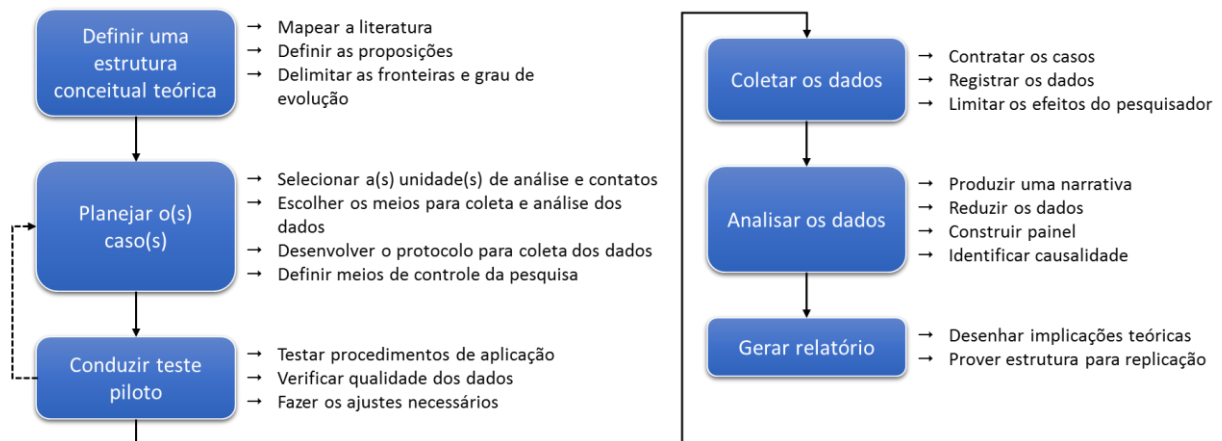 Definir uma
estrutura
conceitual teórica
→ Mapear a literatura
→ Definir as proposições
→ Delimitar as fronteiras e grau de
evolução
Planejar o(s)
caso(s)
→ Selecionar a(s) unidade(s) de análise e contatos
→ Escolher os meios para coleta e análise dos
dados
→ Desenvolver o protocolo para coleta dos dados
→ Definir meios de controle da pesquisa
Conduzir teste
piloto
→ Testar procedimentos de aplicação
→ Verificar qualidade dos dados
→ Fazer os ajustes necessários
Coletar os dados
→ Contratar os casos
→ Registrar os dados
→ Limitar os efeitos do pesquisador
Analisar os dados
→ Produzir uma narrativa
→ Reduzir os dados
→ Construir painel
→ Identificar causalidade
Gerar relatório
→ Desenhar implicações teóricas
→ Prover estrutura para replicação